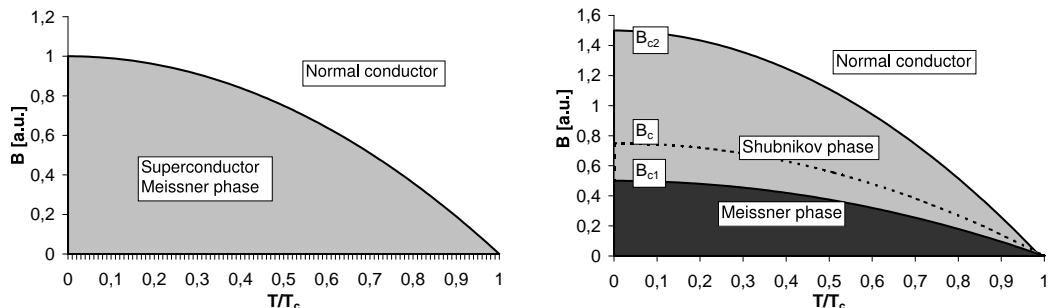 1,2
1
0,8
0,6
0,4
0,2
0
B [a.u.]
Normal conductor
Superconductor
Meissner phase
0 0,1 0,2 0,3 0,4 0,5 0,6 0,7 0,8 0,9 1
T/Tc
1,6
1,4
1,2
1
0,8
0,6
0,4
0,2
0
B [a.u.]
Bc2
Normal conductor
Bc
Shubnikov phase
Bc1
Meissner phase
0 0,1 0,2 0,3 0,4 0,5 0,6 0,7 0,8 0,9 1
T/Tc